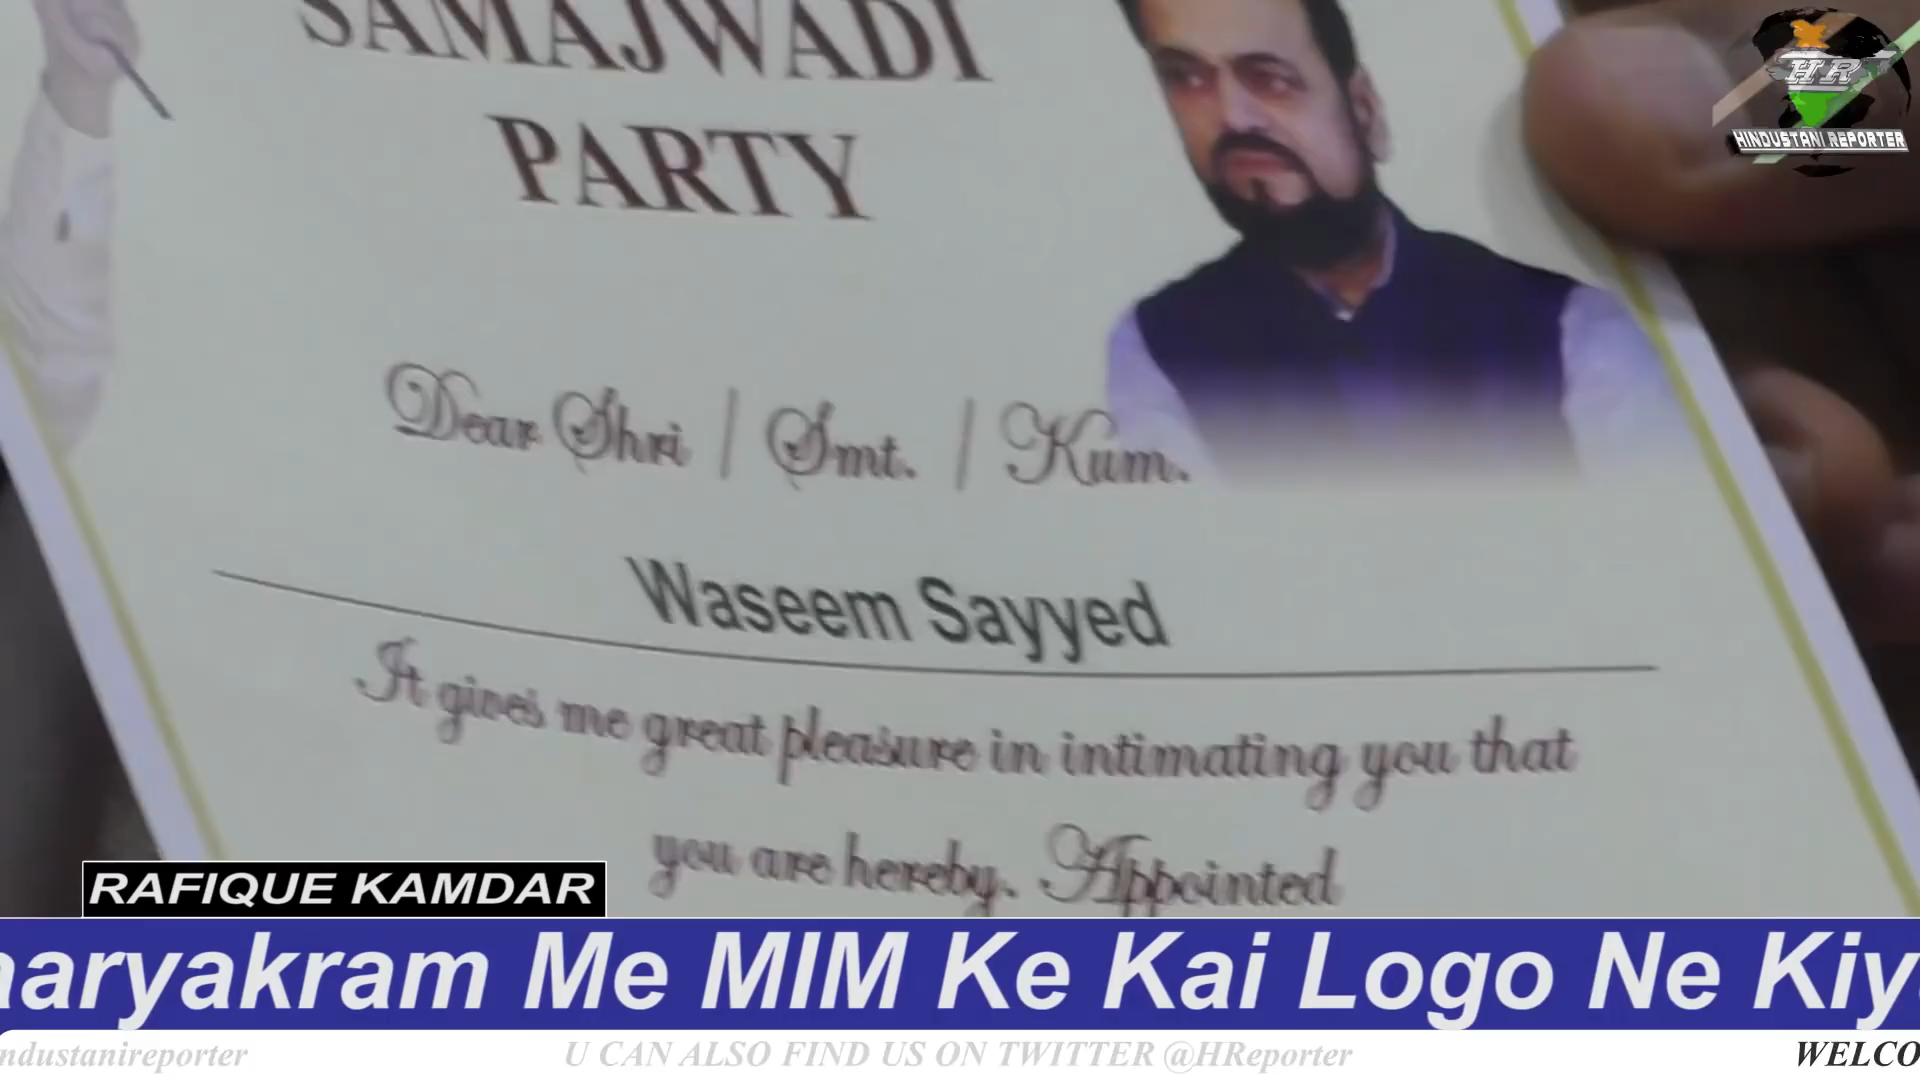 SAMAJWADI
PARTY
HR
HINDUSTANI REPORTER
Dear Shri / Smt. / Kum.
Waseem Sayyed
It gives me great pleasure in intimating you that
you are hereby. Appointed
RAFIQUE KAMDAR
aaryakram Me MIM Ke Kai Logo Ne Kiy
ndustanireporter U CAN ALSO FIND US ON TWITTER @HReporter WELCO